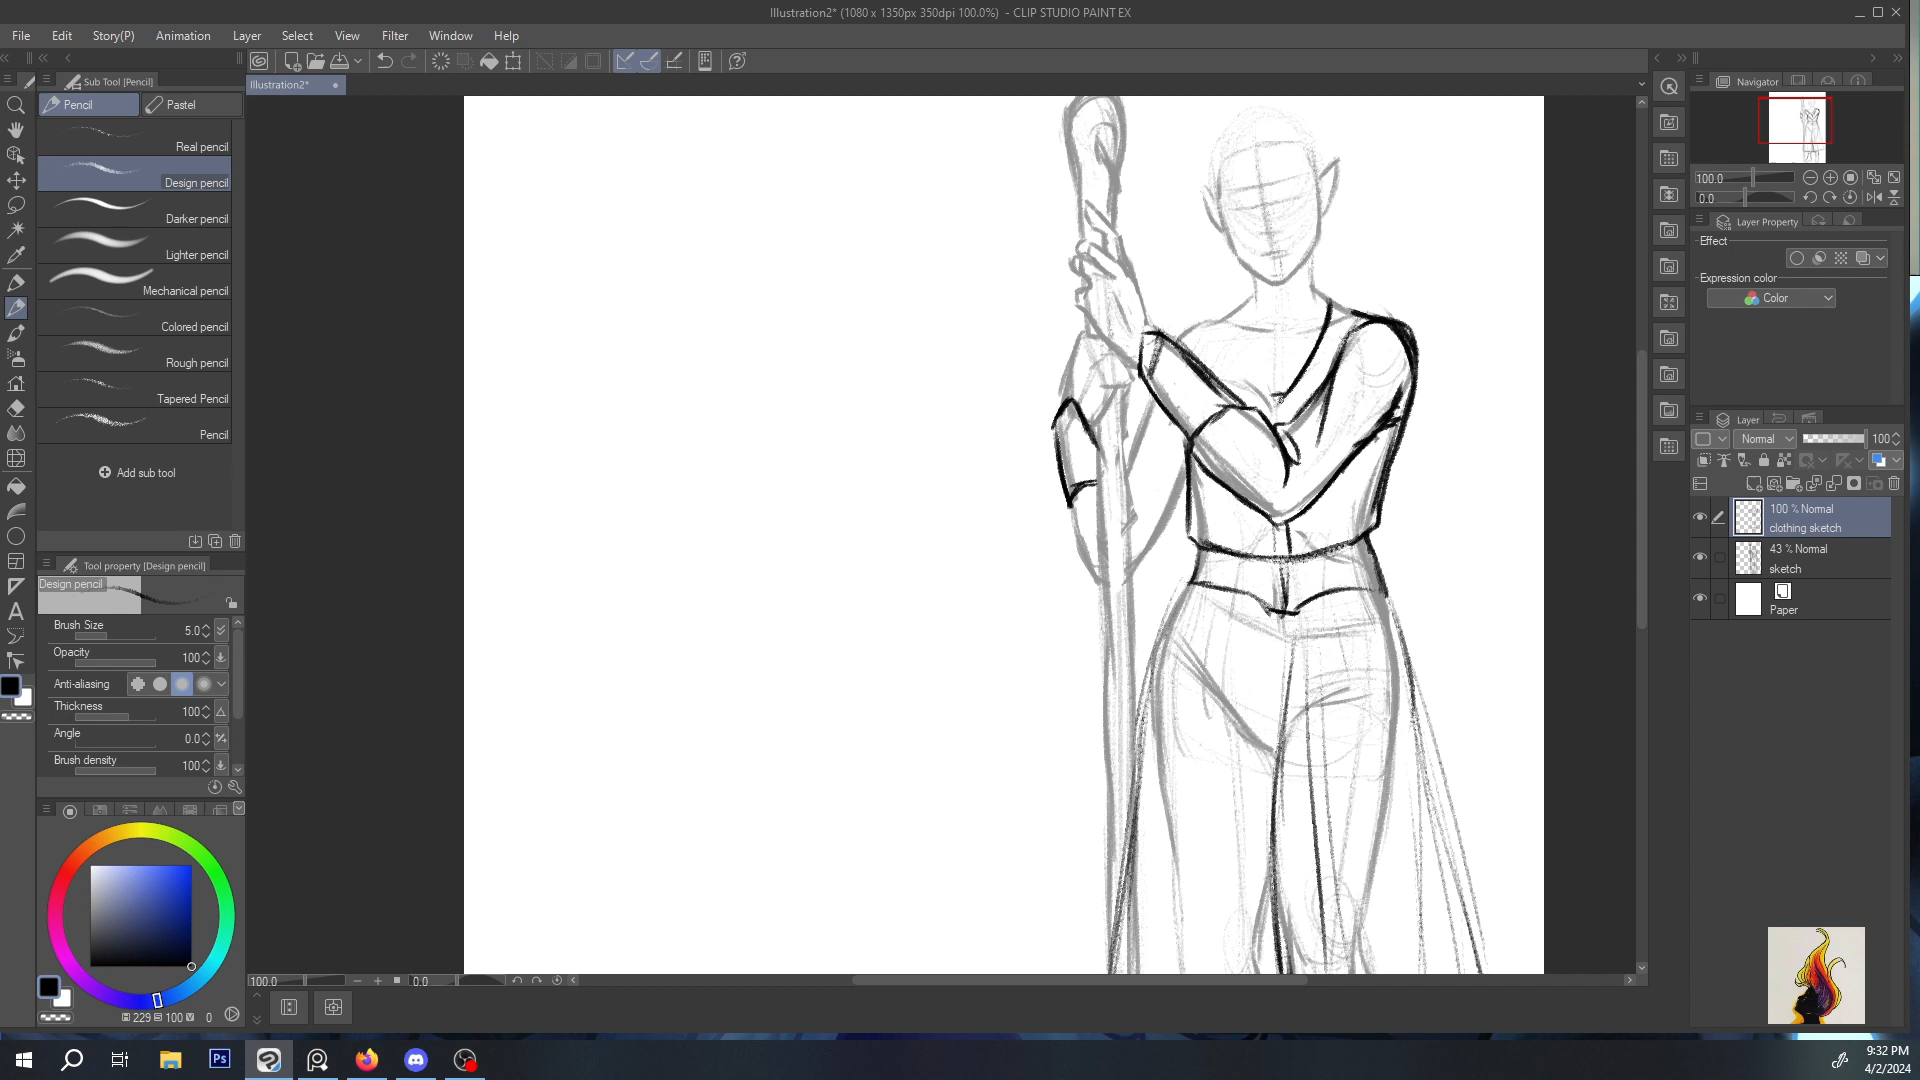 Illustration2* (1080 x 1350px 350dpi 100.0%) - CLIP STUDIO PAINT EX
File Edit Story(P) Animation Layer Select View Filter Window Help
Sub Tool [Pencil]
Illustration2*
Navigator
Pencil
Pastel
Real pencil
Design pencil
Darker pencil
Lighter pencil
Mechanical pencil
Colored pencil
Rough pencil
Tapered Pencil
Pencil
Add sub tool
Tool property [Design pencil]
Design pencil
Brush Size 5.0
Opacity 100
Anti-aliasing
Thickness 100
Angle 0.0
Brush density 100
229 100 0
100.0 0.0
100.0
0.0
Layer Property
Effect
Expression color
Color
Layer
Normal 100
100 % Normal
clothing sketch
43 % Normal
sketch
Paper
Ps
9:32 PM
4/2/2024